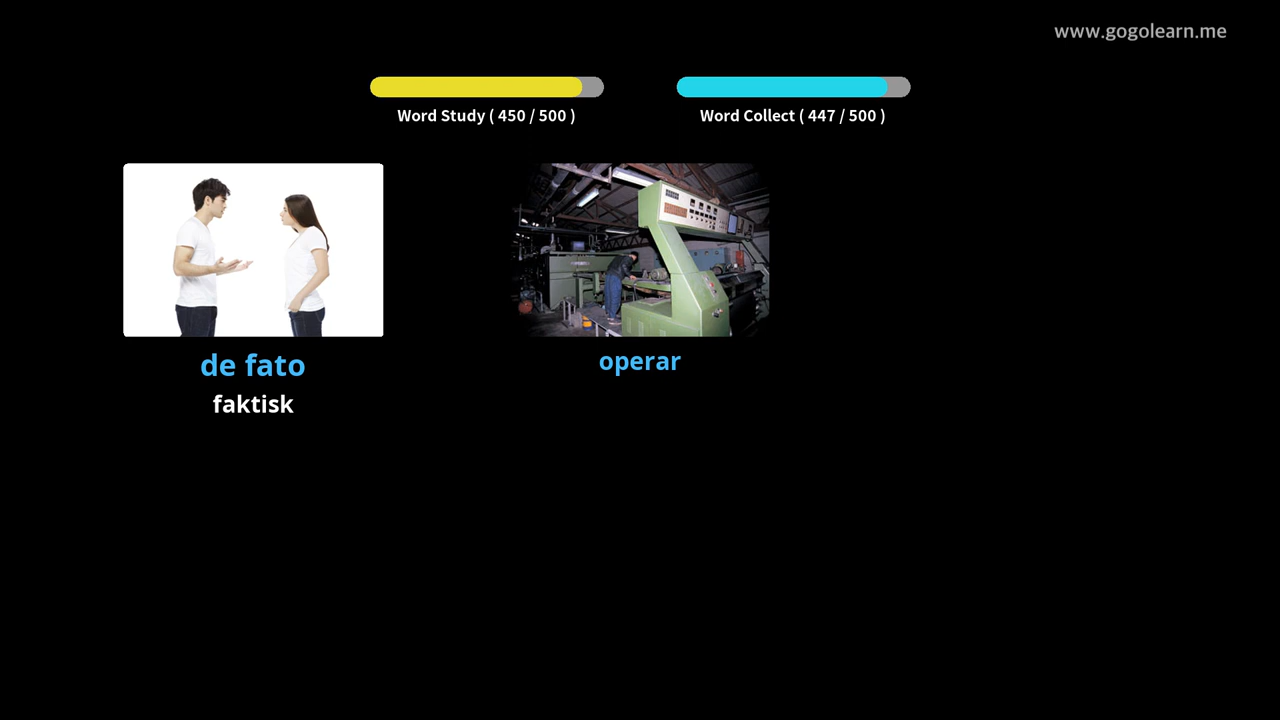 www.gogolearn.me
Word Study ( 450 / 500 )
Word Collect ( 447 / 500 )
de fato
faktisk
operar